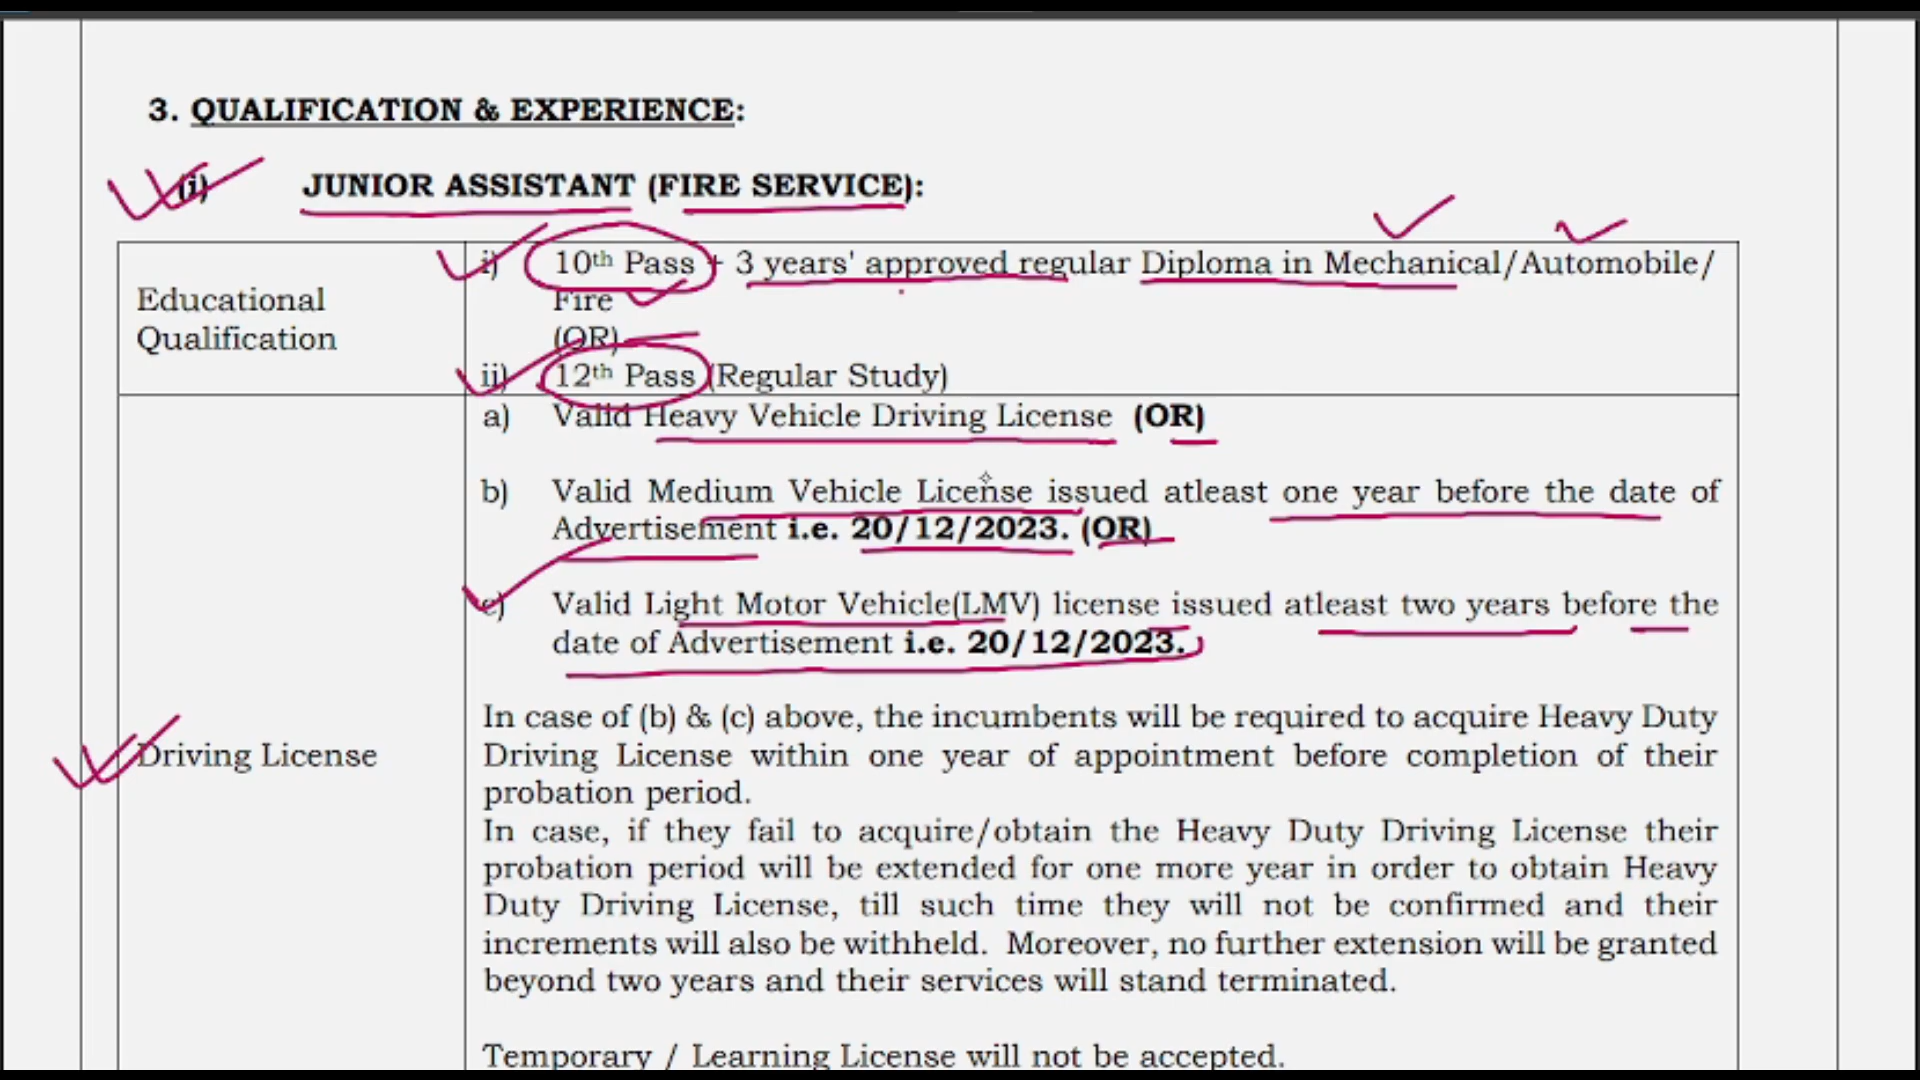 3. QUALIFICATION & EXPERIENCE:
(i) JUNIOR ASSISTANT (FIRE SERVICE):
Educational Qualification
i) 10th Pass + 3 years' approved regular Diploma in Mechanical/Automobile/
Fire
(OR)
ii) 12th Pass (Regular Study)
Driving License
a) Valid Heavy Vehicle Driving License (OR)
b) Valid Medium Vehicle License issued atleast one year before the date of
Advertisement i.e. 20/12/2023. (OR)
c) Valid Light Motor Vehicle(LMV) license issued atleast two years before the
date of Advertisement i.e. 20/12/2023.
In case of (b) & (c) above, the incumbents will be required to acquire Heavy Duty
Driving License within one year of appointment before completion of their
probation period.
In case, if they fail to acquire/obtain the Heavy Duty Driving License their
probation period will be extended for one more year in order to obtain Heavy
Duty Driving License, till such time they will not be confirmed and their
increments will also be withheld. Moreover, no further extension will be granted
beyond two years and their services will stand terminated.
Temporary / Learning License will not be accepted.